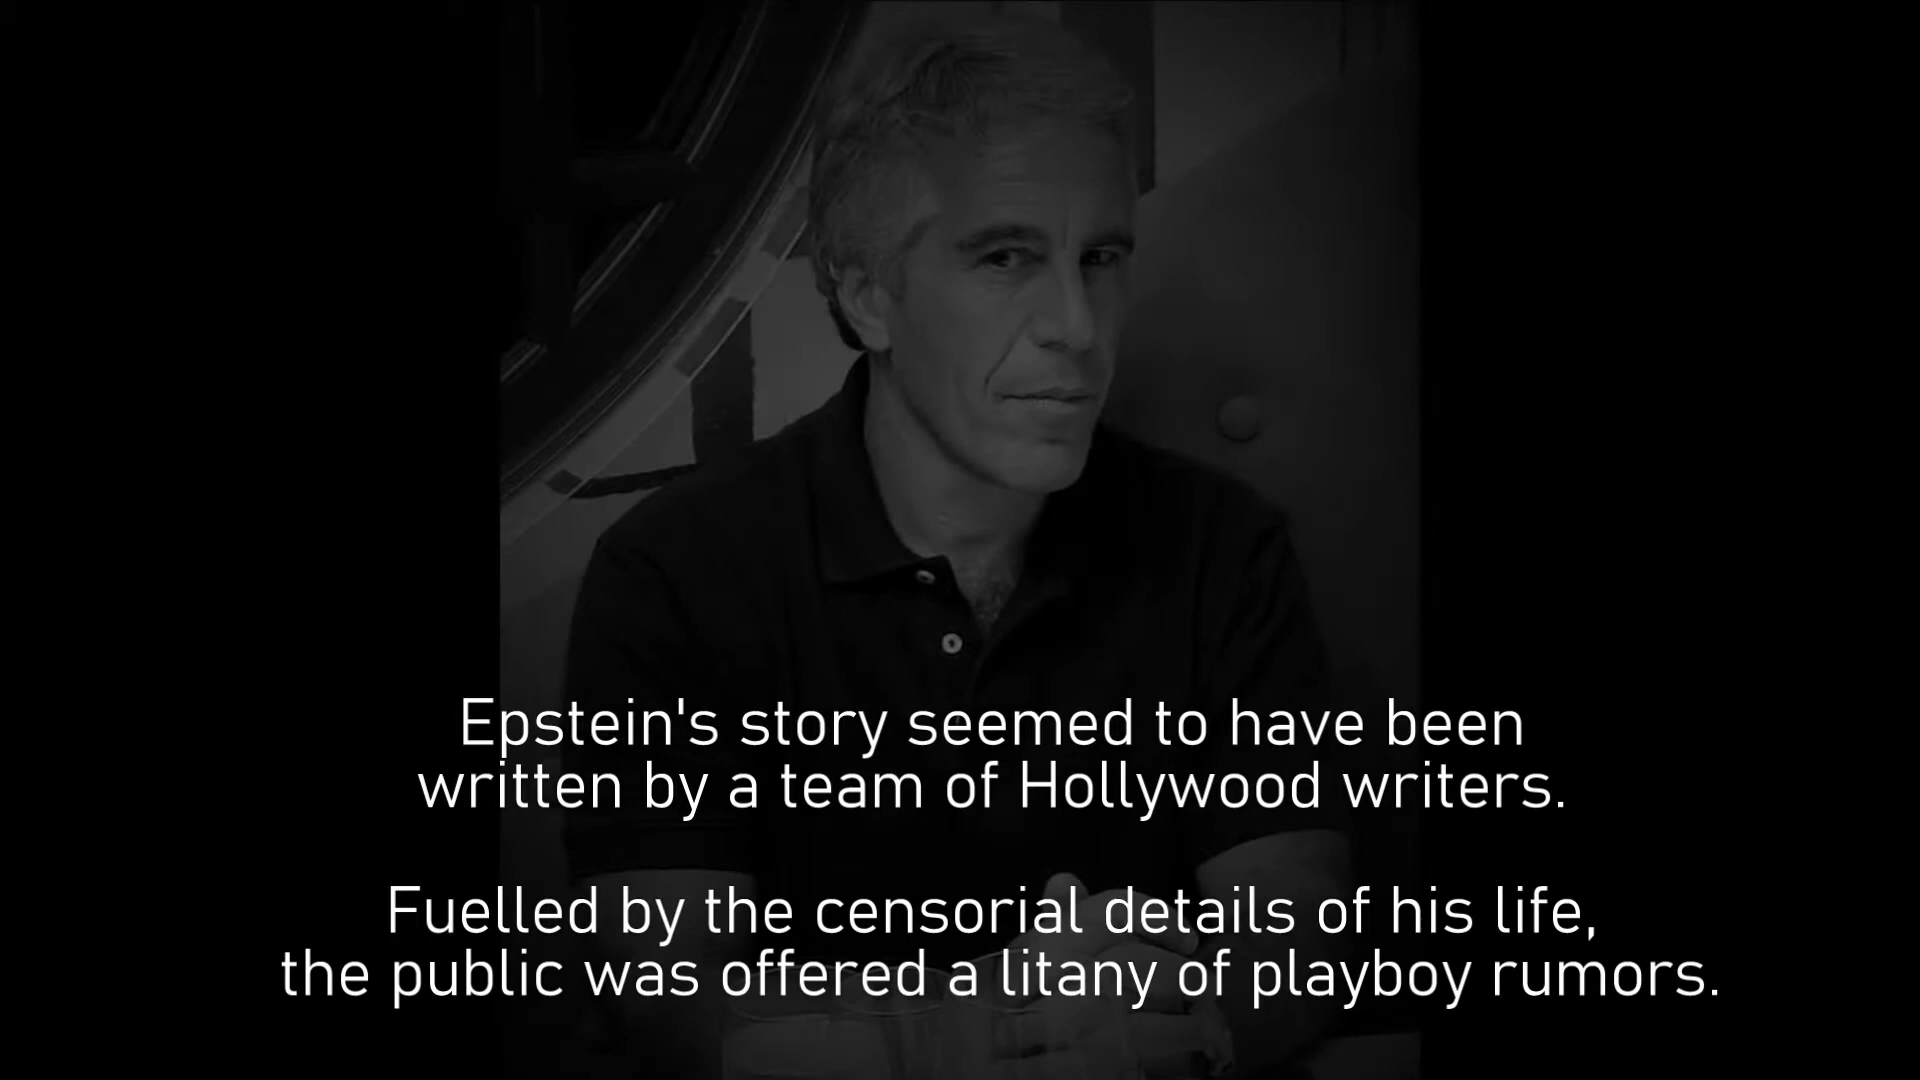 Epstein's story seemed to have been
written by a team of Hollywood writers.
Fuelled by the censorial details of his life,
the public was offered a litany of playboy rumors.